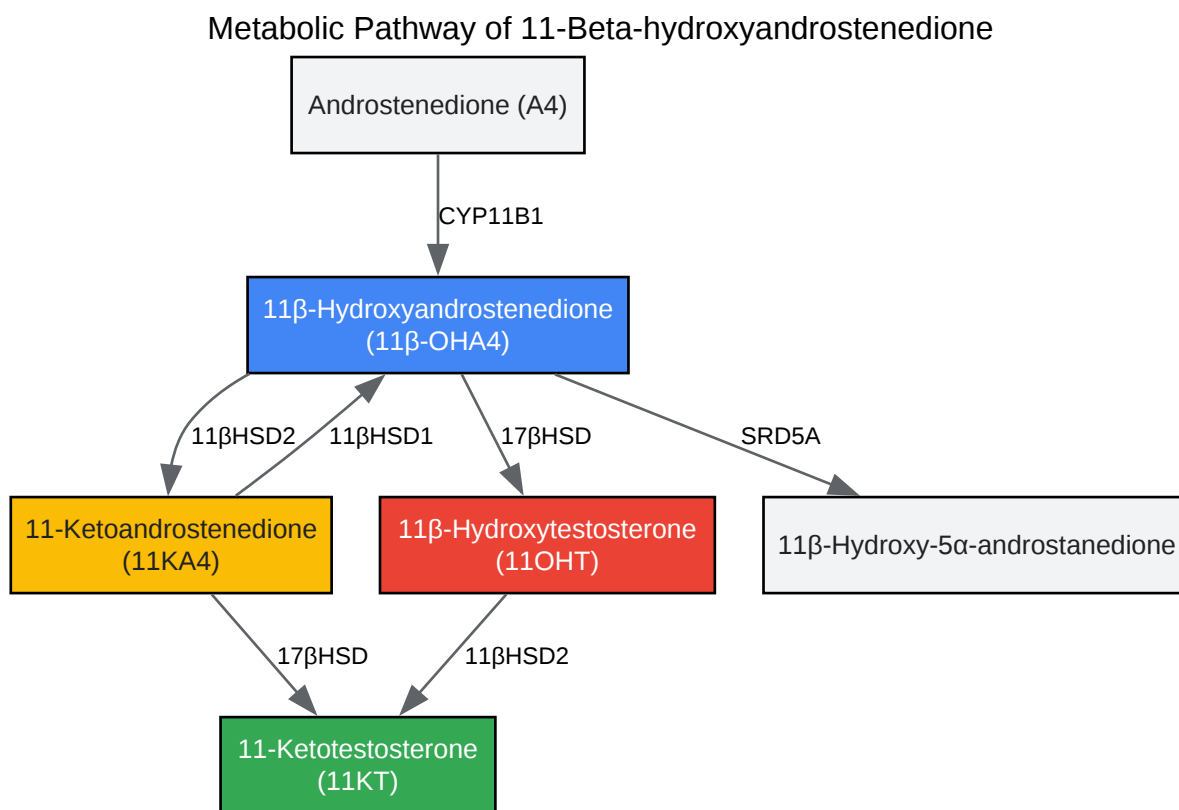 Metabolic Pathway of 11-Beta-hydroxyandrostenedione
Androstenedione (A4)
CYP11B1
11β-Hydroxyandrostenedione
(11β-OHA4)
11βHSD2
11βHSD1
17βHSD
SRD5A
11-Ketoandrostenedione
(11KA4)
11β-Hydroxytestosterone
(11OHT)
11β-Hydroxy-5α-androstanedione
17βHSD
11βHSD2
11-Ketotestosterone
(11KT)